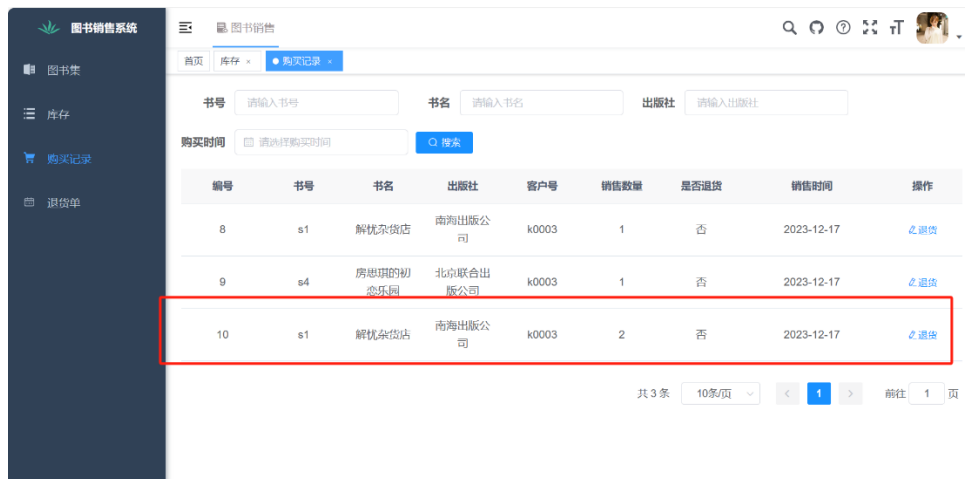 图书销售系统
图书销售
首页 库存 × 购买记录 ×
图书集
库存
购买记录
退货单
书号 请输入书号 书名 请输入书名 出版社 请输入出版社
购买时间 请选择购买时间 搜索
编号 书号 书名 出版社 客户号 销售数量 是否退货 销售时间 操作
8 s1 解忧杂货店 南海出版公 k0003 1 否 2023-12-17 退货
司
9 s4 房思琪的初 北京联合出 k0003 1 否 2023-12-17 退货
恋乐园 版公司
10 s1 解忧杂货店 南海出版公 k0003 2 否 2023-12-17 退货
司
共 3 条 10条/页 < 1 > 前往 1 页